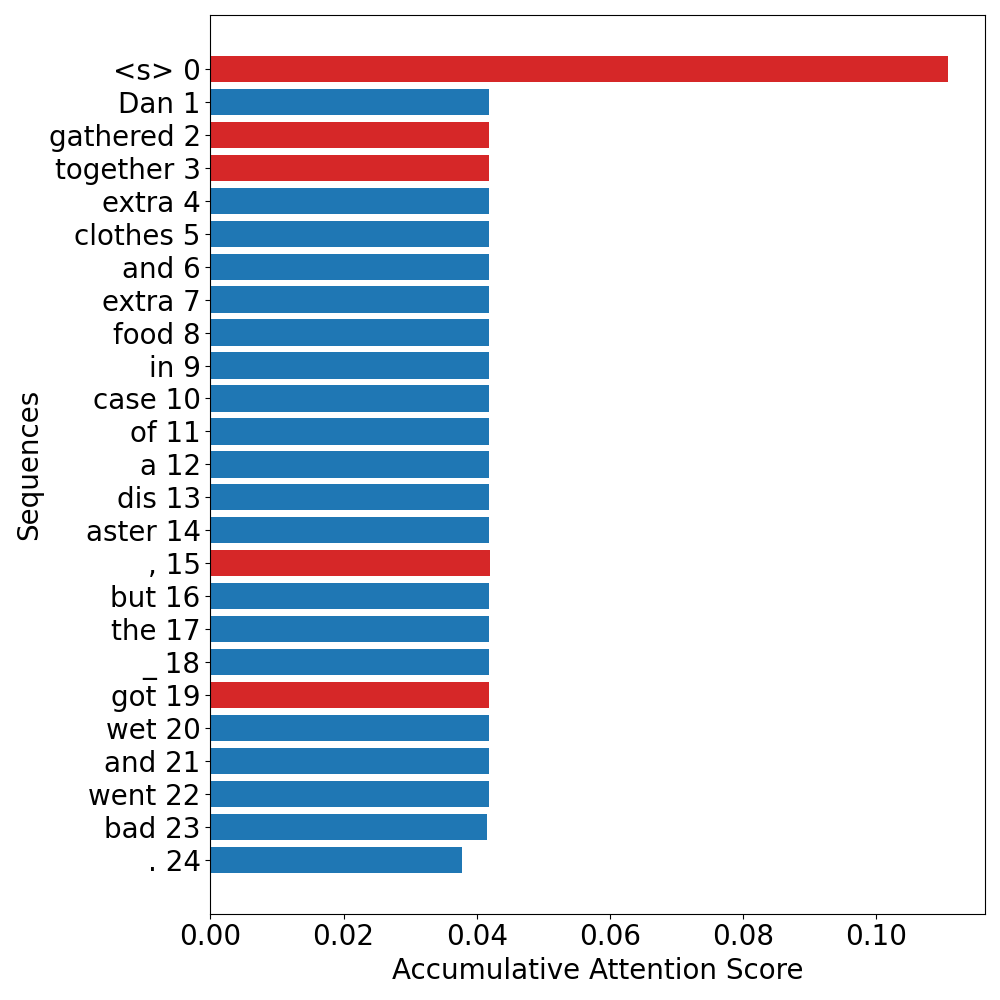 <s> 0
Dan 1
gathered 2
together 3
extra 4
clothes 5
and 6
extra 7
food 8
in 9
case 10
of 11
a 12
dis 13
aster 14
, 15
but 16
the 17
_ 18
got 19
wet 20
and 21
went 22
bad 23
. 24
Sequences
0.00 0.02 0.04 0.06 0.08 0.10
Accumulative Attention Score